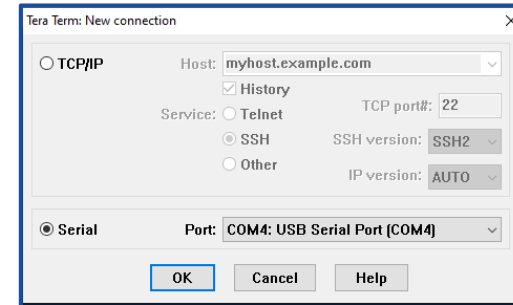 Tera Term: New connection
TCP/IP Host: myhost.example.com
History
Service: Telnet TCP port#: 22
SSH SSH version: SSH2
Other IP version: AUTO
Serial Port: COM4: USB Serial Port (COM4)
OK Cancel Help